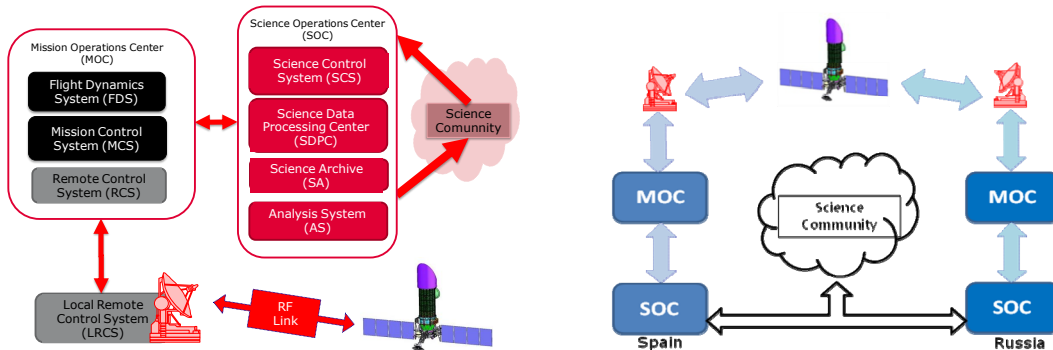 Mission Operations Center
(MOC)
Flight Dynamics
System (FDS)
Mission Control
System (MCS)
Remote Control
System (RCS)
Science Operations Center
(SOC)
Science Control
System (SCS)
Science Data
Processing Center
(SDPC)
Science Archive
(SA)
Analysis System
(AS)
Science
Comunnity
Local Remote
Control System
(LRCS)
RF
Link
MOC
SOC
Spain
Science
Community
MOC
SOC
Russia